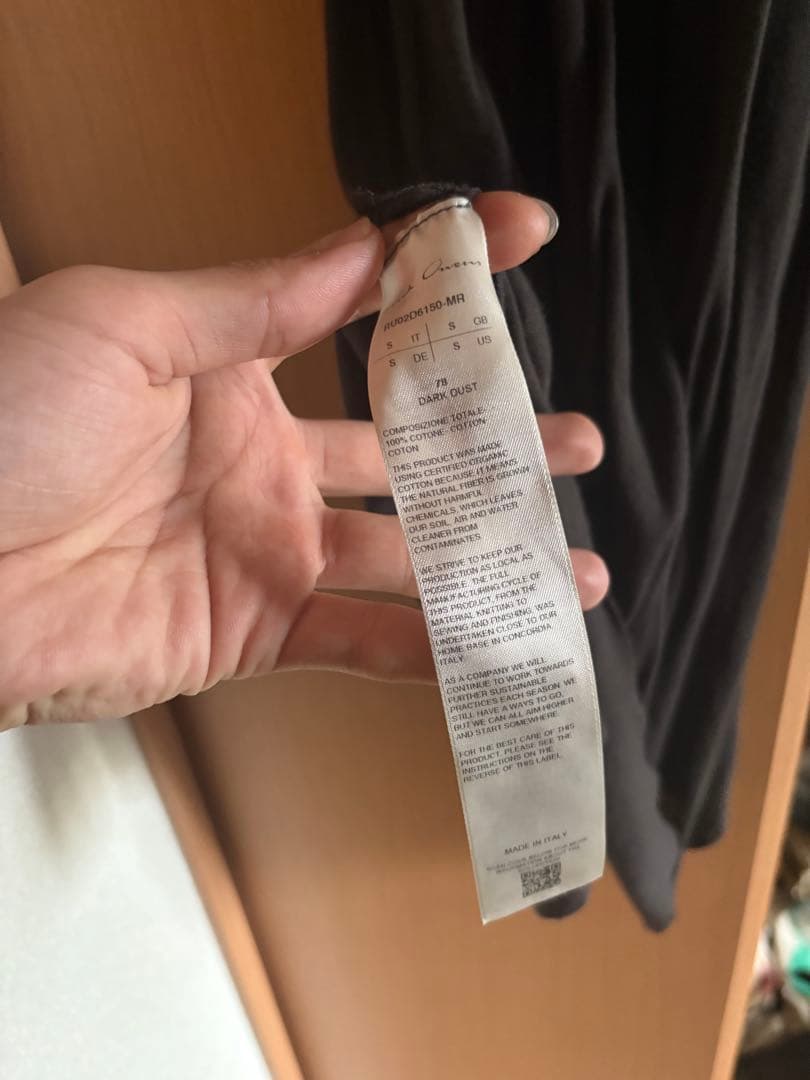 Owens
RU02D6150-MR
S IT S GB
S DE S US
78
DARK DUST
COMPOSIZIONE TOTALE:
100% COTONE- COTTON-
COTON
THIS PRODUCT WAS MADE
USING CERTIFIED ORGANIC
COTTON BECAUSE IT MEANS
THE NATURAL FIBER IS GROWN
WITHOUT HARMFUL
CHEMICALS, WHICH LEAVES
OUR SOIL, AIR AND WATER
CLEANER FROM
CONTAMINATES.
WE STRIVE TO KEEP OUR
PRODUCTION AS LOCAL AS
POSSIBLE. THE FULL
MANUFACTURING CYCLE OF
THIS PRODUCT, FROM THE
MATERIAL KNITTING TO
SEWING AND FINISHING, WAS
UNDERTAKEN CLOSE TO OUR
HOME BASE IN CONCORDIA,
ITALY.
AS A COMPANY WE WILL
CONTINUE TO WORK TOWARDS
FURTHER SUSTAINABLE
PRACTICES EACH SEASON. WE
STILL HAVE A WAYS TO GO,
BUT WE CAN ALL AIM HIGHER
AND START SOMEWHERE.
FOR THE BEST CARE OF THIS
PRODUCT, PLEASE SEE THE
INSTRUCTIONS ON THE
REVERSE OF THIS LABEL.
MADE IN ITALY